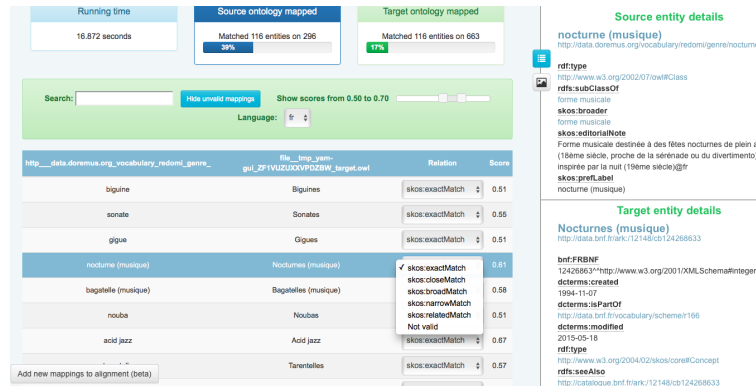 Running time
Source ontology mapped
Target ontology mapped
16.872 seconds
Matched 116 entities on 296
39%
Matched 116 entities on 663
17%
Search:
Hide unvalid mappings
Show scores from 0.50 to 0.70
Language:
fr
http___data.doremus.org_vocabulary_redomi_genre_
file__tmp_yam-
gui_ZF1VUZUXXVPDZBW_target.owl
Relation
Score
biguine
Biguines
skos:exactMatch
0.51
sonate
Sonates
skos:exactMatch
0.55
gigue
Gigues
skos:exactMatch
0.51
nocturne (musique)
Nocturnes (musique)
0.61
✓ skos:exactMatch
skos:closeMatch
skos:broadMatch
skos:narrowMatch
skos:relatedMatch
Not valid
bagatelle (musique)
Bagatelles (musique)
0.58
nouba
Noubas
0.51
acid jazz
Acid jazz
skos:exactMatch
0.67
Tarentelles
skos:exactMatch
0.57
Add new mappings to alignment (beta)
Source entity details
nocturne (musique)
http://data.doremus.org/vocabulary/redomi/genre/nocturne
rdf:type
http://www.w3.org/2002/07/owl#Class
rdfs:subClassOf
forme musicale
skos:broader
forme musicale
skos:editorialNote
Forme musicale destinée à des fêtes nocturnes de plein a
(18ème siècle, proche de la sérénade ou du divertimento)
inspirée par la nuit (19ème siècle)@fr
skos:prefLabel
nocturne (musique)
Target entity details
Nocturnes (musique)
http://data.bnf.fr/ark:/12148/cb124268633
bnf:FRBNF
12426863^^http://www.w3.org/2001/XMLSchema#integer
dcterms:created
1994-11-07
dcterms:isPartOf
http://data.bnf.fr/vocabulary/scheme/r166
dcterms:modified
2015-05-18
rdf:type
http://www.w3.org/2004/02/skos/core#Concept
rdfs:seeAlso
http://catalogue.bnf.fr/ark:/12148/cb124268633